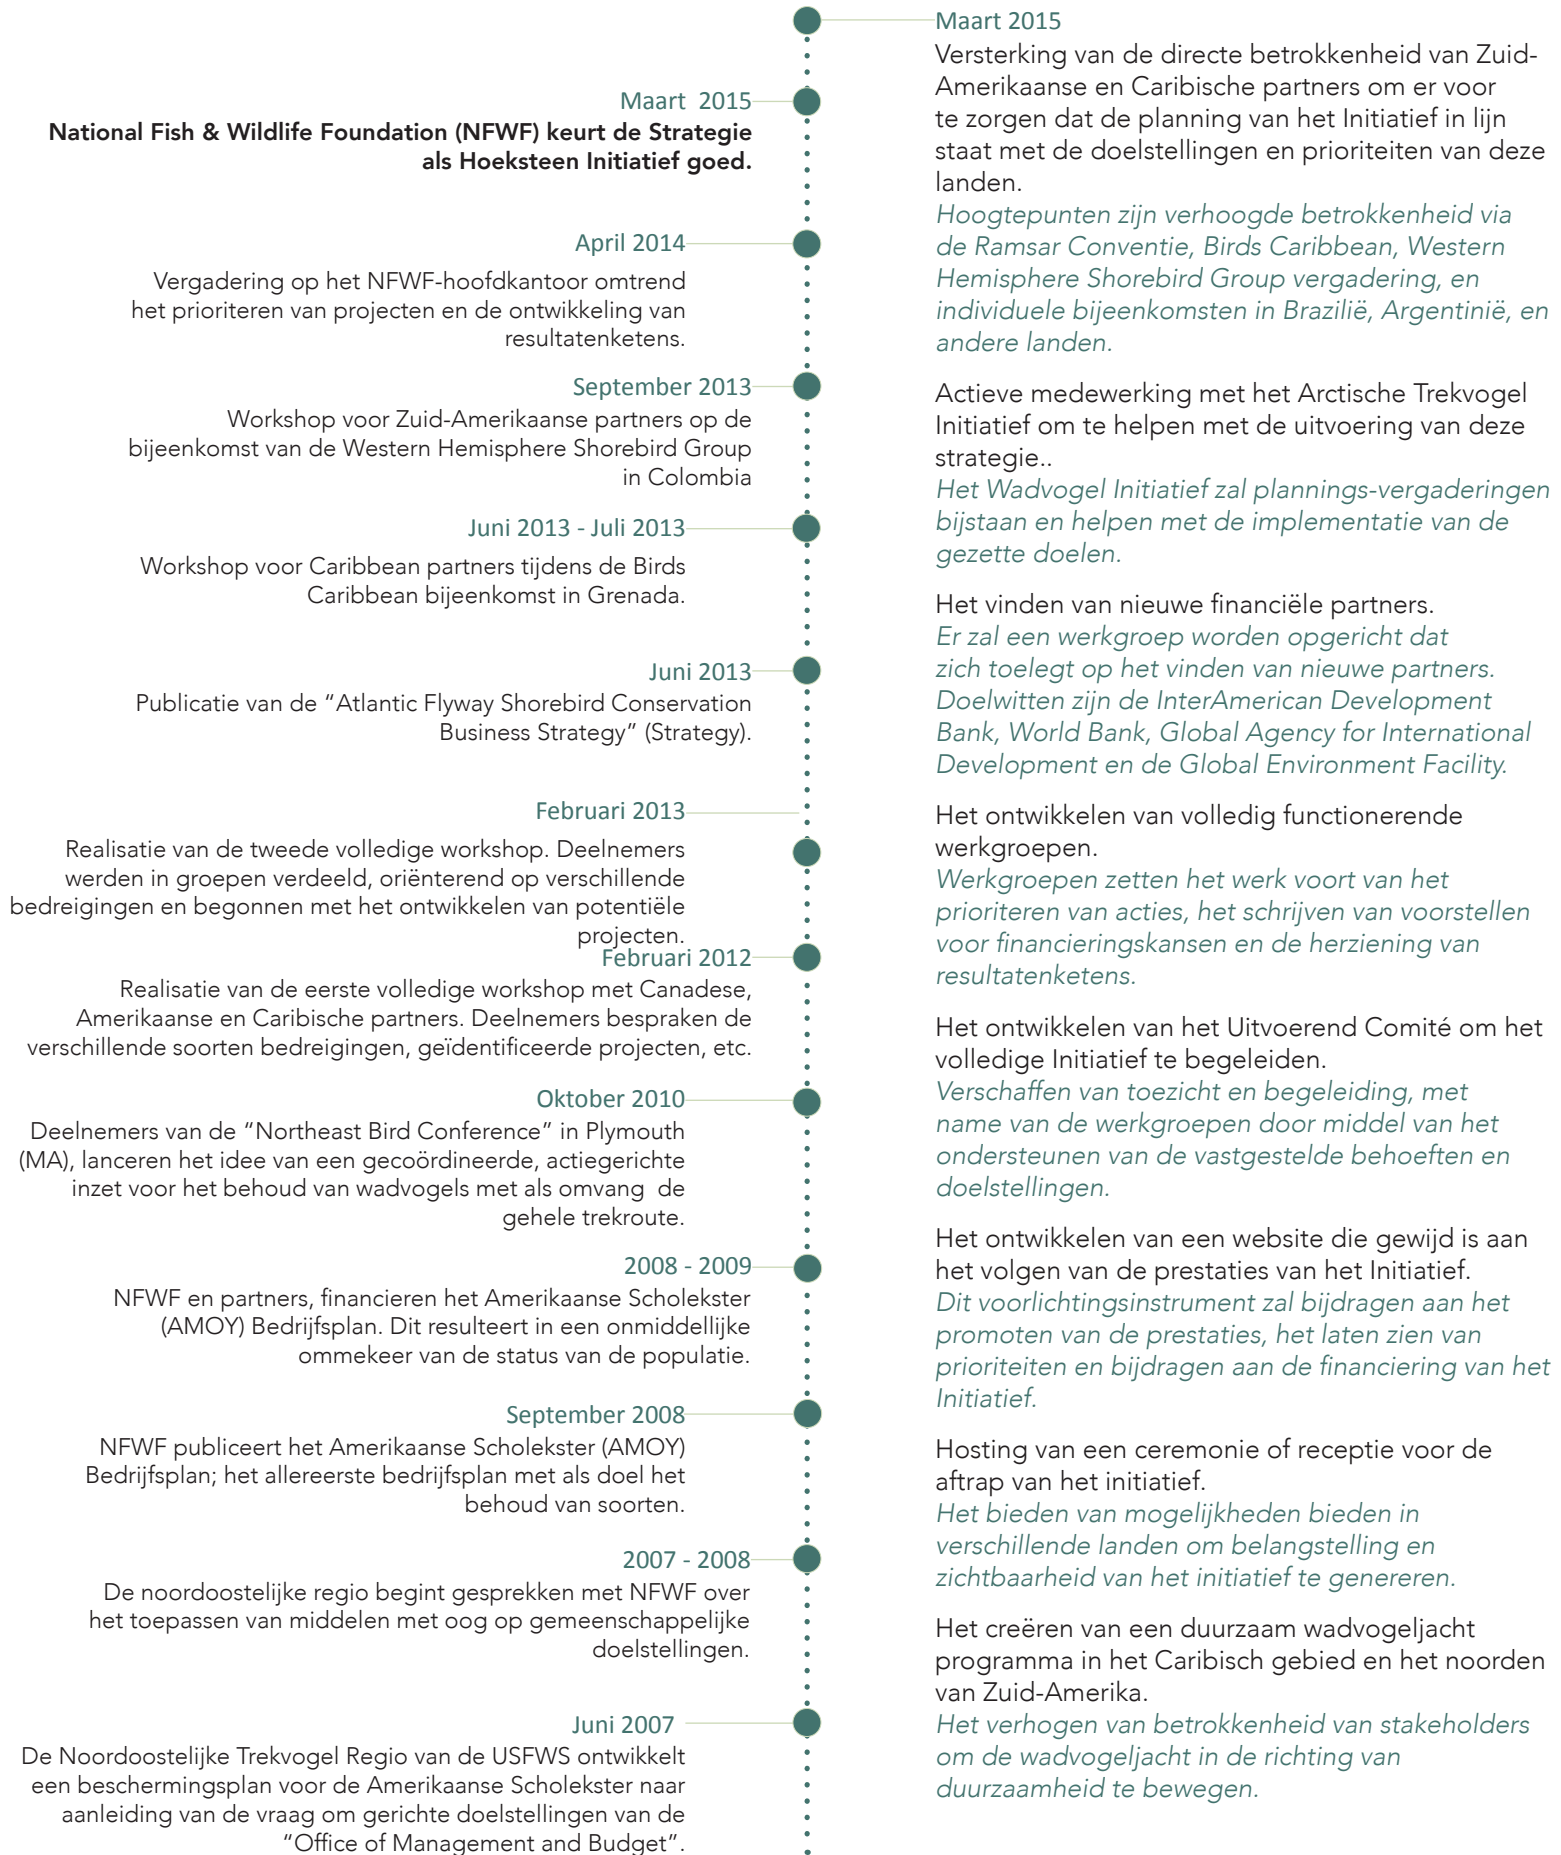 Maart 2015
National Fish & Wildlife Foundation (NFWF) keurt de Strategie
als Hoeksteen Initiatief goed.
April 2014
Vergadering op het NFWF-hoofdkantoor omtrend
het prioriteren van projecten en de ontwikkeling van
resultatenketens.
September 2013
Workshop voor Zuid-Amerikaanse partners op de
bijeenkomst van de Western Hemisphere Shorebird Group
in Colombia
Juni 2013 - Juli 2013
Workshop voor Caribbean partners tijdens de Birds
Caribbean bijeenkomst in Grenada.
Juni 2013
Publicatie van de “Atlantic Flyway Shorebird Conservation
Business Strategy” (Strategy).
Februari 2013
Realisatie van de tweede volledige workshop. Deelnemers
werden in groepen verdeeld, oriënterend op verschillende
bedreigingen en begonnen met het ontwikkelen van potentiële
projecten.
Februari 2012
Realisatie van de eerste volledige workshop met Canadese,
Amerikaanse en Caribische partners. Deelnemers bespraken de
verschillende soorten bedreigingen, geïdentificeerde projecten, etc.
Oktober 2010
Deelnemers van de “Northeast Bird Conference” in Plymouth
(MA), lanceren het idee van een gecoördineerde, actiegerichte
inzet voor het behoud van wadvogels met als omvang de
gehele trekroute.
2008 - 2009
NFWF en partners, financieren het Amerikaanse Scholekster
(AMOY) Bedrijfsplan. Dit resulteert in een onmiddellijke
ommekeer van de status van de populatie.
September 2008
NFWF publiceert het Amerikaanse Scholekster (AMOY)
Bedrijfsplan; het allereerste bedrijfsplan met als doel het
behoud van soorten.
2007 - 2008
De noordoostelijke regio begint gesprekken met NFWF over
het toepassen van middelen met oog op gemeenschappelijke
doelstellingen.
Juni 2007
De Noordoostelijke Trekvogel Regio van de USFWS ontwikkelt
een beschermingsplan voor de Amerikaanse Scholekster naar
aanleiding van de vraag om gerichte doelstellingen van de
“Office of Management and Budget”.
Maart 2015
Versterking van de directe betrokkenheid van Zuid-
Amerikaanse en Caribische partners om er voor
te zorgen dat de planning van het Initiatief in lijn
staat met de doelstellingen en prioriteiten van deze
landen.
Hoogtepunten zijn verhoogde betrokkenheid via
de Ramsar Conventie, Birds Caribbean, Western
Hemisphere Shorebird Group vergadering, en
individuele bijeenkomsten in Brazilië, Argentinië, en
andere landen.
Actieve medewerking met het Arctische Trekvogel
Initiatief om te helpen met de uitvoering van deze
strategie..
Het Wadvogel Initiatief zal plannings-vergaderingen
bijstaan en helpen met de implementatie van de
gezette doelen.
Het vinden van nieuwe financiële partners.
Er zal een werkgroep worden opgericht dat
zich toelegt op het vinden van nieuwe partners.
Doelwitten zijn de InterAmerican Development
Bank, World Bank, Global Agency for International
Development en de Global Environment Facility.
Het ontwikkelen van volledig functionerende
werkgroepen.
Werkgroepen zetten het werk voort van het
prioriteren van acties, het schrijven van voorstellen
voor financieringskansen en de herziening van
resultatenketens.
Het ontwikkelen van het Uitvoerend Comité om het
volledige Initiatief te begeleiden.
Verschaffen van toezicht en begeleiding, met
name van de werkgroepen door middel van het
ondersteunen van de vastgestelde behoeften en
doelstellingen.
Het ontwikkelen van een website die gewijd is aan
het volgen van de prestaties van het Initiatief.
Dit voorlichtingsinstrument zal bijdragen aan het
promoten van de prestaties, het laten zien van
prioriteiten en bijdragen aan de financiering van het
Initiatief.
Hosting van een ceremonie of receptie voor de
aftrap van het initiatief.
Het bieden van mogelijkheden bieden in
verschillende landen om belangstelling en
zichtbaarheid van het initiatief te genereren.
Het creëren van een duurzaam wadvogeljacht
programma in het Caribisch gebied en het noorden
van Zuid-Amerika.
Het verhogen van betrokkenheid van stakeholders
om de wadvogeljacht in de richting van
duurzaamheid te bewegen.